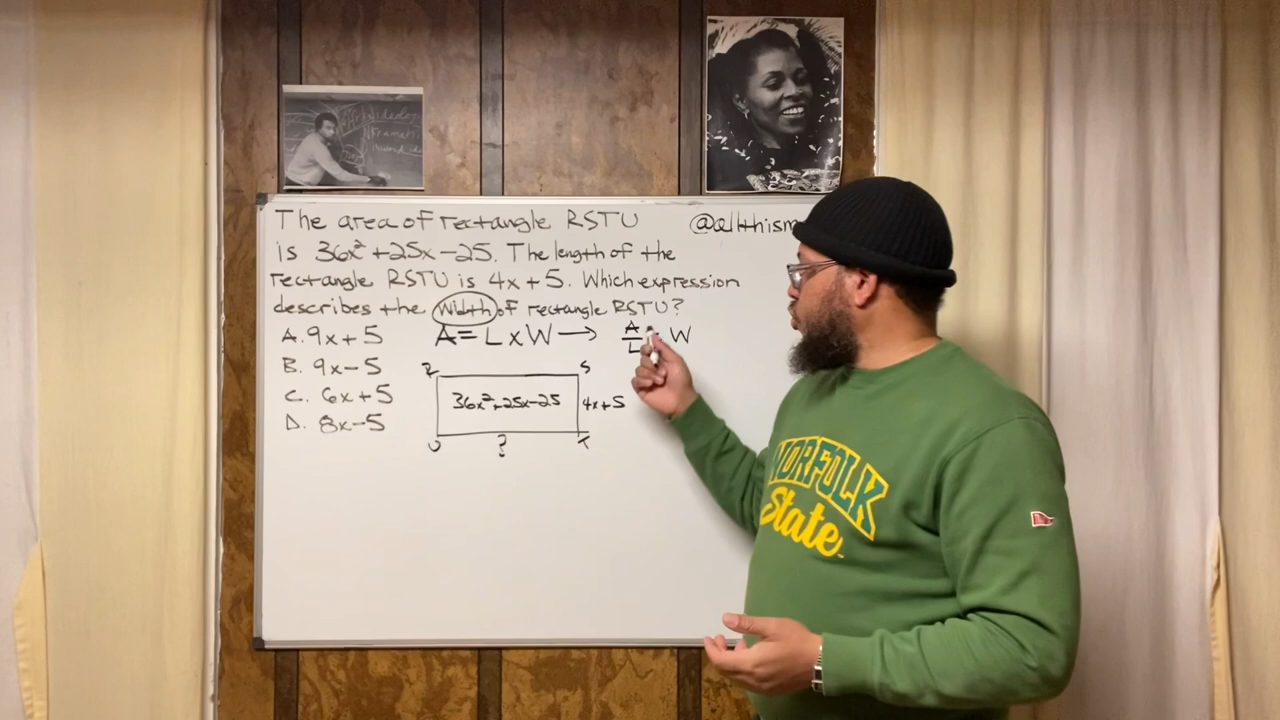 The area of rectangle RSTU @allthism
is 36x²+25x-25. The length of the
rectangle RSTU is 4x+5. Which expression
describes the width of rectangle RSTU?
A. 9x+5
B. 9x-5
C. 6x+5
D. 8x-5
A=LxW → A/L W
R S
36x²+25x-25 4x+5
U ? T
NORFOLK
State